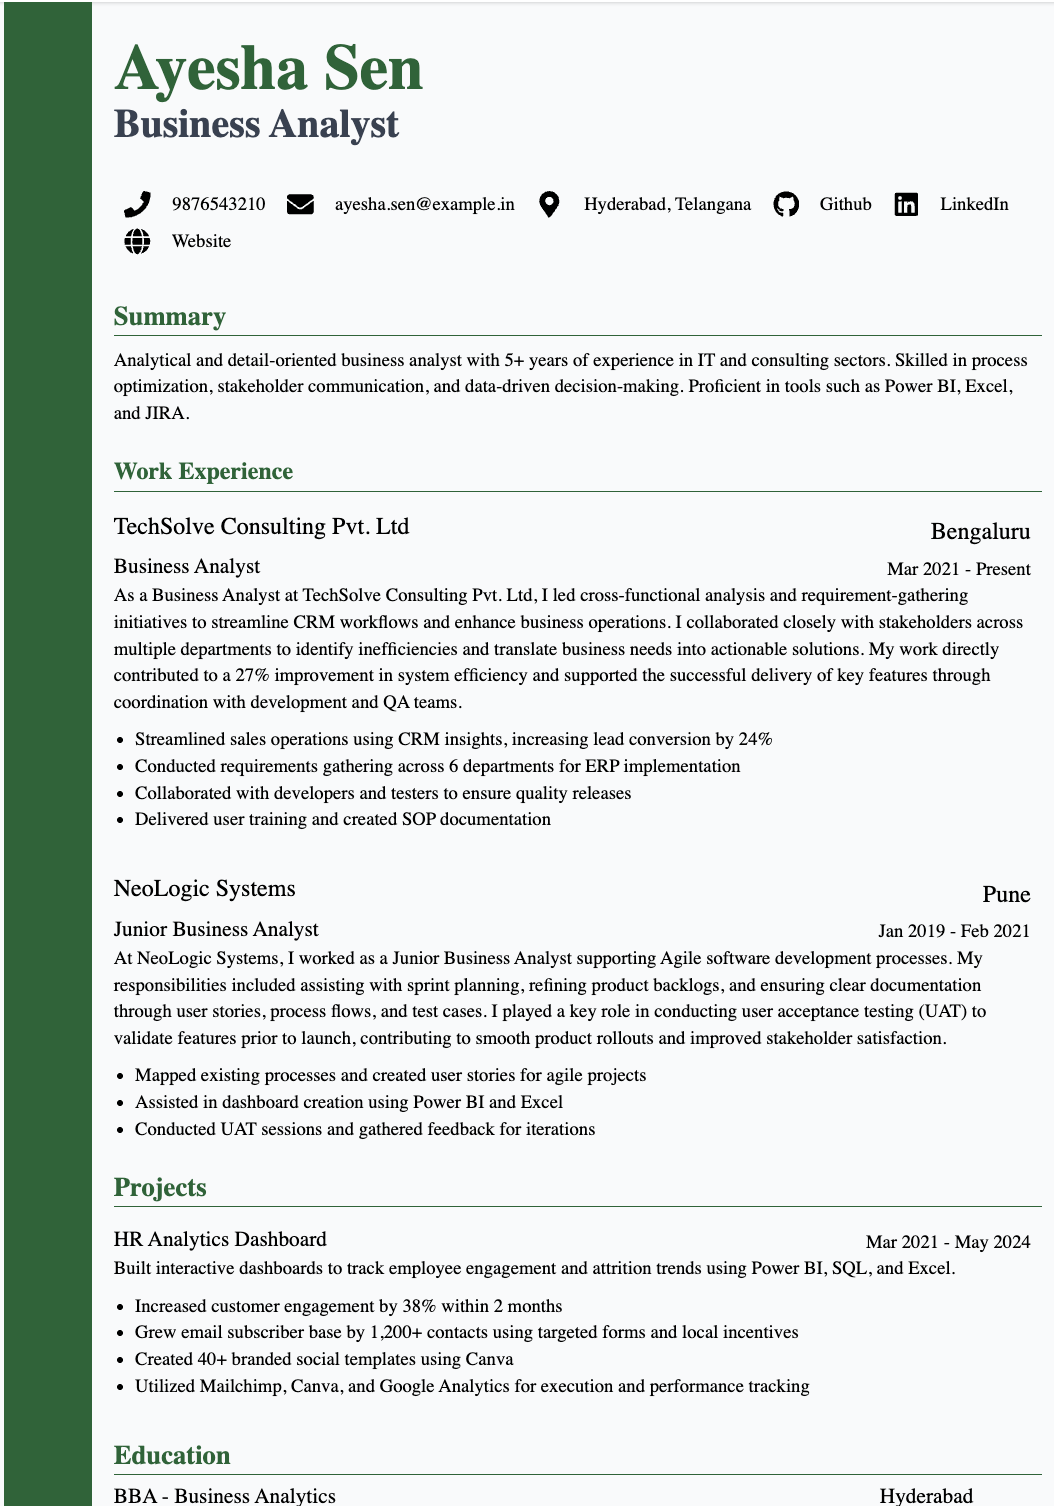 Ayesha Sen
Business Analyst
9876543210 ayesha.sen@example.in Hyderabad, Telangana Github LinkedIn
Website
Summary
Analytical and detail-oriented business analyst with 5+ years of experience in IT and consulting sectors. Skilled in process
optimization, stakeholder communication, and data-driven decision-making. Proficient in tools such as Power BI, Excel,
and JIRA.
Work Experience
TechSolve Consulting Pvt. Ltd Bengaluru
Business Analyst Mar 2021 - Present
As a Business Analyst at TechSolve Consulting Pvt. Ltd, I led cross-functional analysis and requirement-gathering
initiatives to streamline CRM workflows and enhance business operations. I collaborated closely with stakeholders across
multiple departments to identify inefficiencies and translate business needs into actionable solutions. My work directly
contributed to a 27% improvement in system efficiency and supported the successful delivery of key features through
coordination with development and QA teams.
• Streamlined sales operations using CRM insights, increasing lead conversion by 24%
• Conducted requirements gathering across 6 departments for ERP implementation
• Collaborated with developers and testers to ensure quality releases
• Delivered user training and created SOP documentation
NeoLogic Systems Pune
Junior Business Analyst Jan 2019 - Feb 2021
At NeoLogic Systems, I worked as a Junior Business Analyst supporting Agile software development processes. My
responsibilities included assisting with sprint planning, refining product backlogs, and ensuring clear documentation
through user stories, process flows, and test cases. I played a key role in conducting user acceptance testing (UAT) to
validate features prior to launch, contributing to smooth product rollouts and improved stakeholder satisfaction.
• Mapped existing processes and created user stories for agile projects
• Assisted in dashboard creation using Power BI and Excel
• Conducted UAT sessions and gathered feedback for iterations
Projects
HR Analytics Dashboard Mar 2021 - May 2024
Built interactive dashboards to track employee engagement and attrition trends using Power BI, SQL, and Excel.
• Increased customer engagement by 38% within 2 months
• Grew email subscriber base by 1,200+ contacts using targeted forms and local incentives
• Created 40+ branded social templates using Canva
• Utilized Mailchimp, Canva, and Google Analytics for execution and performance tracking
Education
BBA - Business Analytics Hyderabad